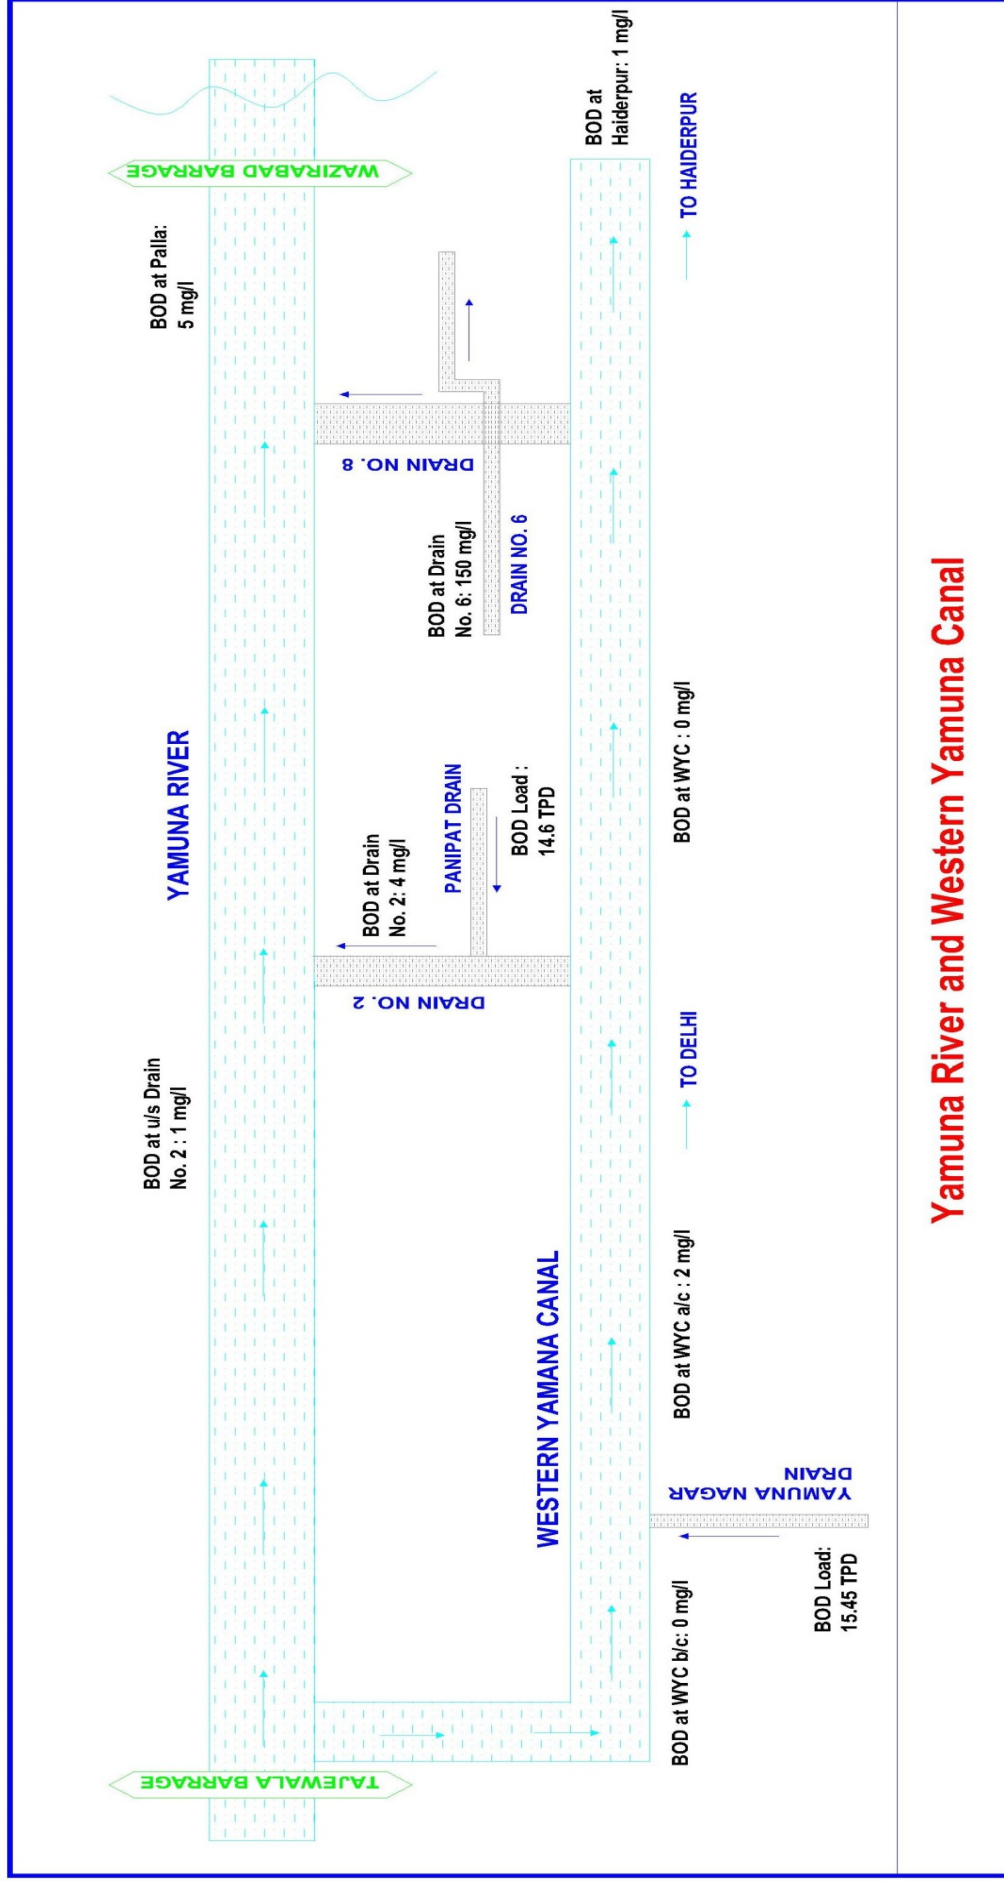 YAMUNA RIVER
TAJEWALA BARRAGE
WAZIRABAD BARRAGE
BOD at u/s Drain
No. 2 : 1 mg/l
BOD at Palla:
5 mg/l
DRAIN NO. 2
BOD at Drain
No. 2: 4 mg/l
PANIPAT DRAIN
BOD Load :
14.6 TPD
DRAIN NO. 8
BOD at Drain
No. 6: 150 mg/l
DRAIN NO. 6
BOD at
Haiderpur: 1 mg/l
WESTERN YAMANA CANAL
BOD at WYC b/c: 0 mg/l
BOD at WYC a/c : 2 mg/l
TO DELHI
BOD at WYC : 0 mg/l
TO HAIDERPUR
YAMUNA NAGAR
DRAIN
BOD Load:
15.45 TPD
Yamuna River and Western Yamuna Canal